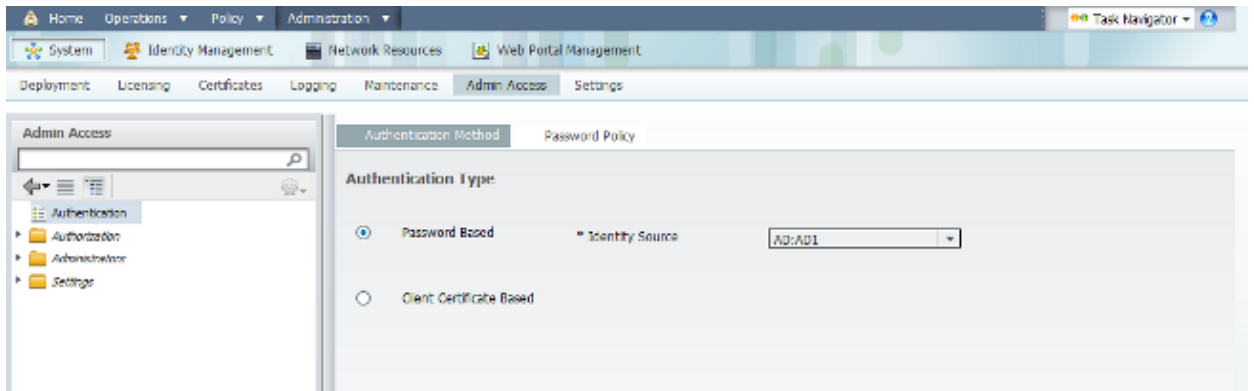 Home Operations Policy Administration Task Navigator ?
System Identity Management Network Resources Web Portal Management
Deployment Licensing Certificates Logging Maintenance Admin Access Settings
Admin Access
Authentication Method Password Policy
Authentication Type
Authentication
Authorization
Administrators
Settings
Password Based * Identity Source AD:AD1
Client Certificate Based